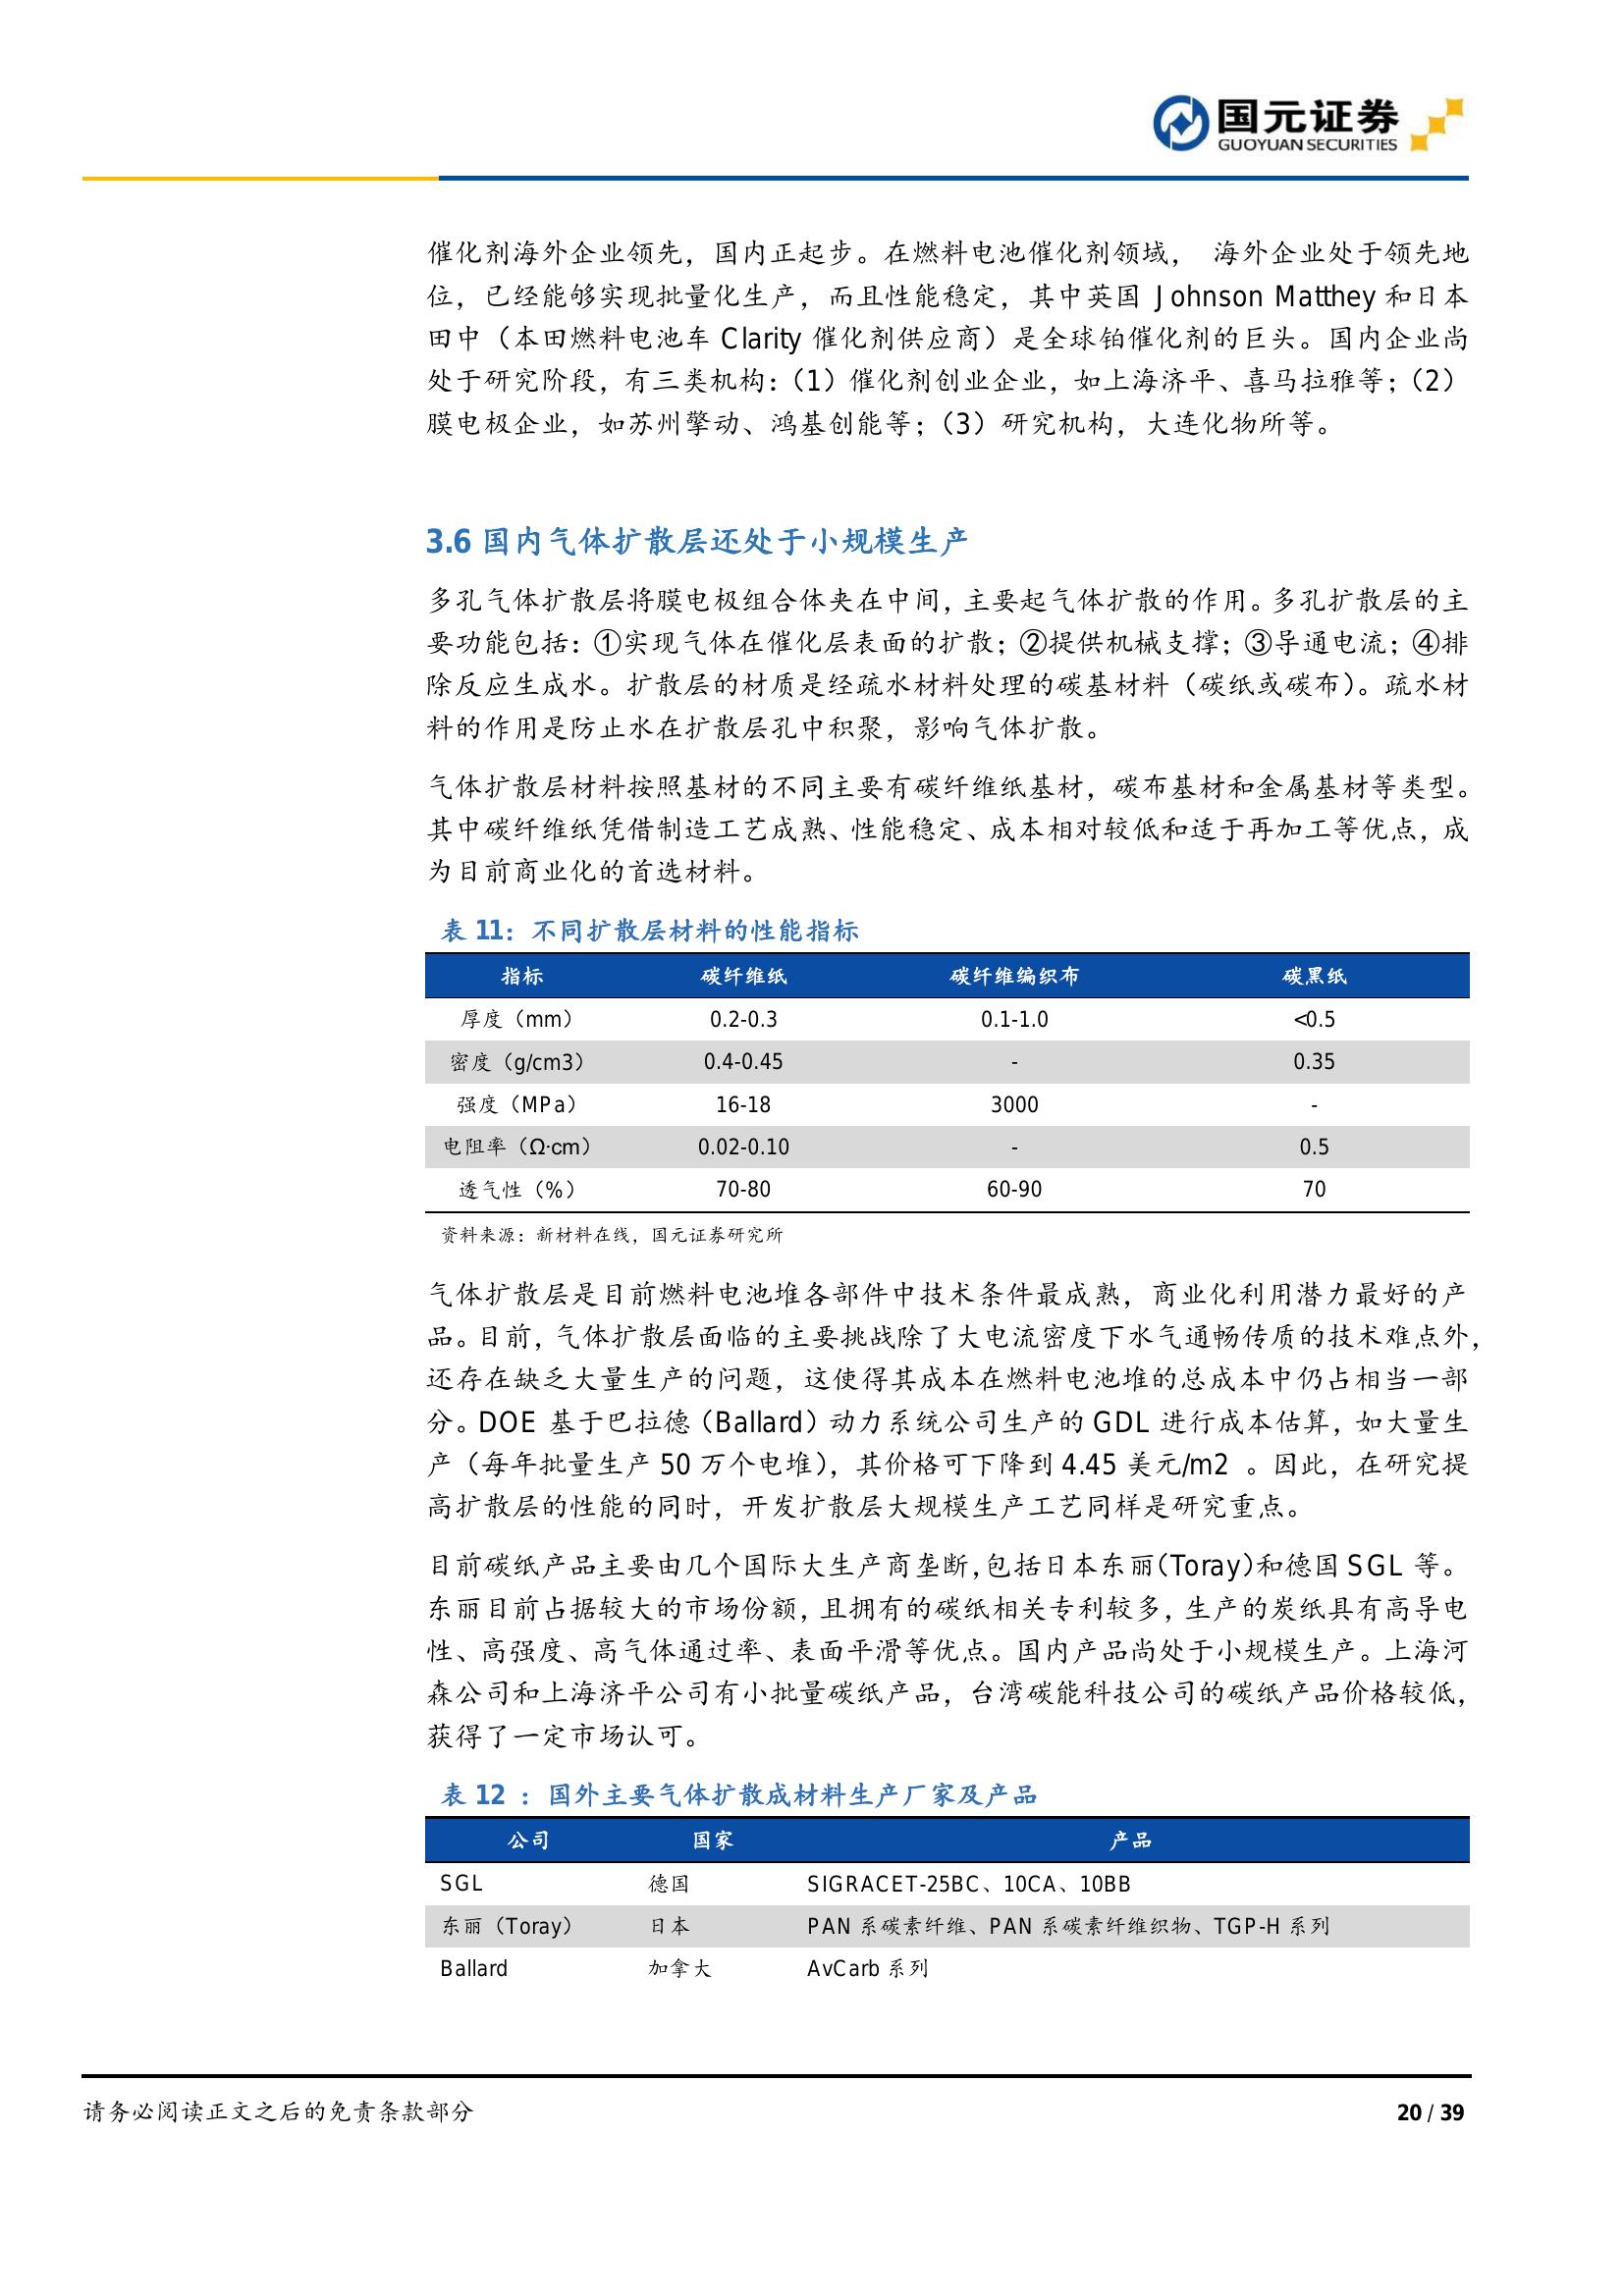 国元证券
GUOYUAN SECURITIES
催化剂海外企业领先，国内正起步。在燃料电池催化剂领域， 海外企业处于领先地
位，已经能够实现批量化生产，而且性能稳定，其中英国 Johnson Matthey 和日本
田中（本田燃料电池车 Clarity 催化剂供应商）是全球铂催化剂的巨头。国内企业尚
处于研究阶段，有三类机构：（1）催化剂创业企业，如上海济平、喜马拉雅等；（2）
膜电极企业，如苏州擎动、鸿基创能等；（3）研究机构，大连化物所等。
3.6 国内气体扩散层还处于小规模生产
多孔气体扩散层将膜电极组合体夹在中间，主要起气体扩散的作用。多孔扩散层的主
要功能包括：①实现气体在催化层表面的扩散；②提供机械支撑；③导通电流；④排
除反应生成水。扩散层的材质是经疏水材料处理的碳基材料（碳纸或碳布）。疏水材
料的作用是防止水在扩散层孔中积聚，影响气体扩散。
气体扩散层材料按照基材的不同主要有碳纤维纸基材，碳布基材和金属基材等类型。
其中碳纤维纸凭借制造工艺成熟、性能稳定、成本相对较低和适于再加工等优点，成
为目前商业化的首选材料。
表 11：不同扩散层材料的性能指标
指标 碳纤维纸 碳纤维编织布 碳黑纸
厚度（mm） 0.2-0.3 0.1-1.0 <0.5
密度（g/cm3） 0.4-0.45 - 0.35
强度（MPa） 16-18 3000 -
电阻率（Ω·cm） 0.02-0.10 - 0.5
透气性（%） 70-80 60-90 70
资料来源：新材料在线，国元证券研究所
气体扩散层是目前燃料电池堆各部件中技术条件最成熟，商业化利用潜力最好的产
品。目前，气体扩散层面临的主要挑战除了大电流密度下水气通畅传质的技术难点外，
还存在缺乏大量生产的问题，这使得其成本在燃料电池堆的总成本中仍占相当一部
分。DOE 基于巴拉德（Ballard）动力系统公司生产的 GDL 进行成本估算，如大量生
产（每年批量生产 50 万个电堆），其价格可下降到 4.45 美元/m2 。因此，在研究提
高扩散层的性能的同时，开发扩散层大规模生产工艺同样是研究重点。
目前碳纸产品主要由几个国际大生产商垄断，包括日本东丽（Toray）和德国 SGL 等。
东丽目前占据较大的市场份额，且拥有的碳纸相关专利较多，生产的炭纸具有高导电
性、高强度、高气体通过率、表面平滑等优点。国内产品尚处于小规模生产。上海河
森公司和上海济平公司有小批量碳纸产品，台湾碳能科技公司的碳纸产品价格较低，
获得了一定市场认可。
表 12 ：国外主要气体扩散成材料生产厂家及产品
公司 国家 产品
SGL 德国 SIGRACET-25BC、10CA、10BB
东丽（Toray） 日本 PAN 系碳素纤维、PAN 系碳素纤维织物、TGP-H 系列
Ballard 加拿大 AvCarb 系列
请务必阅读正文之后的免责条款部分 20 / 39